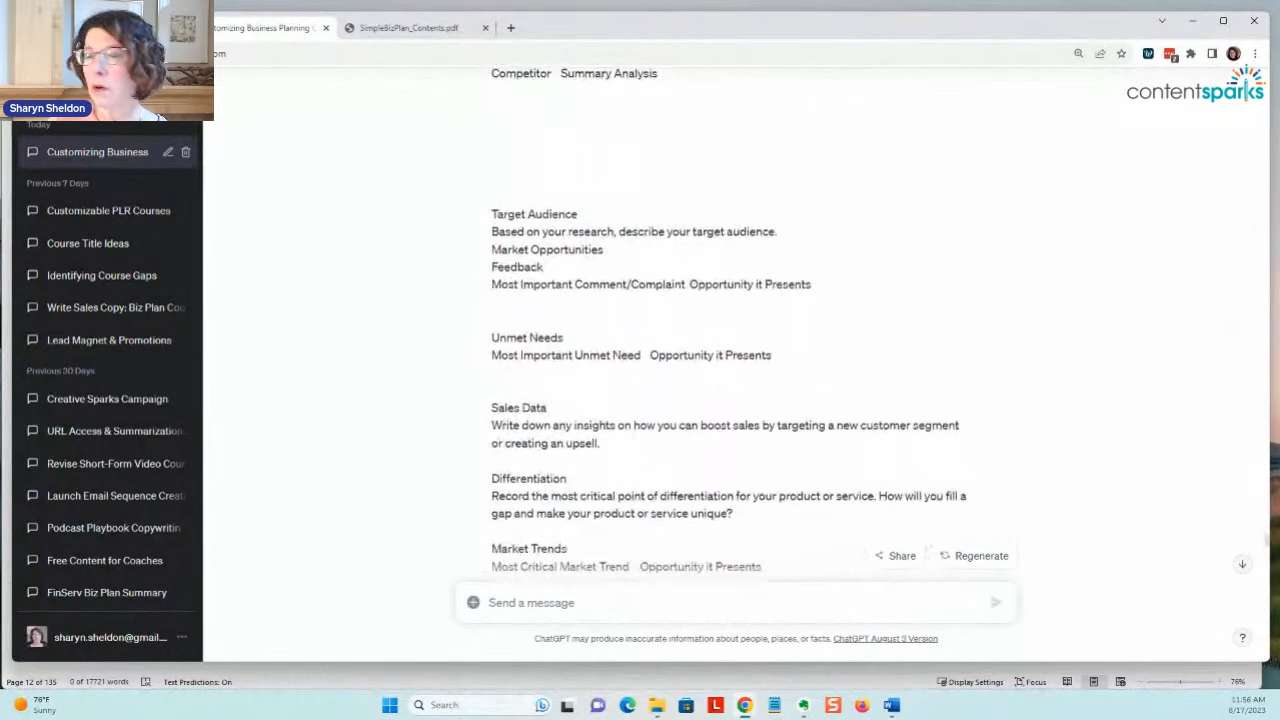 Customizing Business Planning
SimpleBizPlan_Contents.pdf
om
Sharyn Sheldon
contentsparks
Today
Customizing Business
Previous 7 Days
Customizable PLR Courses
Course Title Ideas
Identifying Course Gaps
Write Sales Copy: Biz Plan Cou
Lead Magnet & Promotions
Previous 30 Days
Creative Sparks Campaign
URL Access & Summarization
Revise Short-Form Video Cour
Launch Email Sequence Creati
Podcast Playbook Copywritin
Free Content for Coaches
FinServ Biz Plan Summary
sharyn.sheldon@gmail...
Competitor Summary Analysis
Target Audience
Based on your research, describe your target audience.
Market Opportunities
Feedback
Most Important Comment/Complaint Opportunity it Presents
Unmet Needs
Most Important Unmet Need Opportunity it Presents
Sales Data
Write down any insights on how you can boost sales by targeting a new customer segment
or creating an upsell.
Differentiation
Record the most critical point of differentiation for your product or service. How will you fill a
gap and make your product or service unique?
Market Trends
Most Critical Market Trend Opportunity it Presents
Share
Regenerate
Send a message
ChatGPT may produce inaccurate information about people, places, or facts. ChatGPT August 3 Version
?
Page 12 of 135 0 of 17721 words Text Predictions: On
Display Settings Focus 76%
76°F
Sunny
Search
11:56 AM
8/17/2023